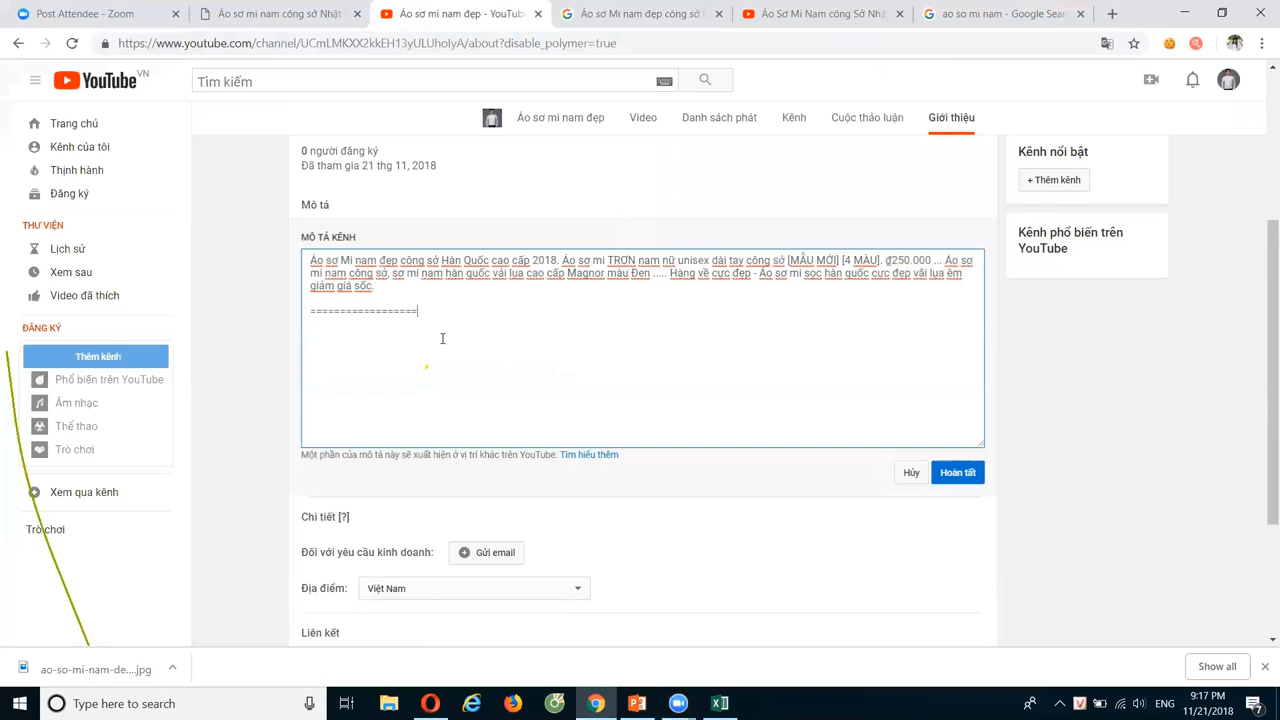 Post Attendee - Zoom
Áo sơ mi nam công sở Nhật
Áo sơ mi nam đẹp - YouTube
Áo sơ mi nam đẹp công sở
Áo Sơ Mi Nam công Sở Nhật
ao so mi nam - Google Sear
https://www.youtube.com/channel/UCmLMKXX2kkEH13yULUhoIyA/about?disable_polymer=true
YouTube VN
Tìm kiếm
Áo sơ mi nam đẹp
Video
Danh sách phát
Kênh
Cuộc thảo luận
Giới thiệu
Trang chủ
Kênh của tôi
Thịnh hành
Đăng ký
THƯ VIỆN
Lịch sử
Xem sau
Video đã thích
ĐĂNG KÝ
Thêm kênh
Phổ biến trên YouTube
Âm nhạc
Thể thao
Trò chơi
Xem qua kênh
Trò chơi
0 người đăng ký
Đã tham gia 21 thg 11, 2018
Mô tả
MÔ TẢ KÊNH
Áo sơ Mi nam đẹp công sở Hàn Quốc cao cấp 2018. Áo sơ mi TRƠN nam nữ unisex dài tay công sở [MẪU MỚI] [4 MÀU]. ₫250.000 ... Áo sơ
mi nam công sở, sơ mi nam hàn quốc vải lụa cao cấp Magnor màu Đen ..... Hàng về cực đẹp - Áo sơ mi sọc hàn quốc cực đẹp vãi lụa êm
giảm giá sốc.
==================
Một phần của mô tả này sẽ xuất hiện ở vị trí khác trên YouTube. Tìm hiểu thêm
Hủy
Hoàn tất
Chi tiết [?]
Đối với yêu cầu kinh doanh:
Gửi email
Địa điểm:
Việt Nam
Liên kết
Kênh nổi bật
+ Thêm kênh
Kênh phổ biến trên
YouTube
ao-so-mi-nam-de....jpg
Show all
Type here to search
ENG
9:17 PM
11/21/2018
7